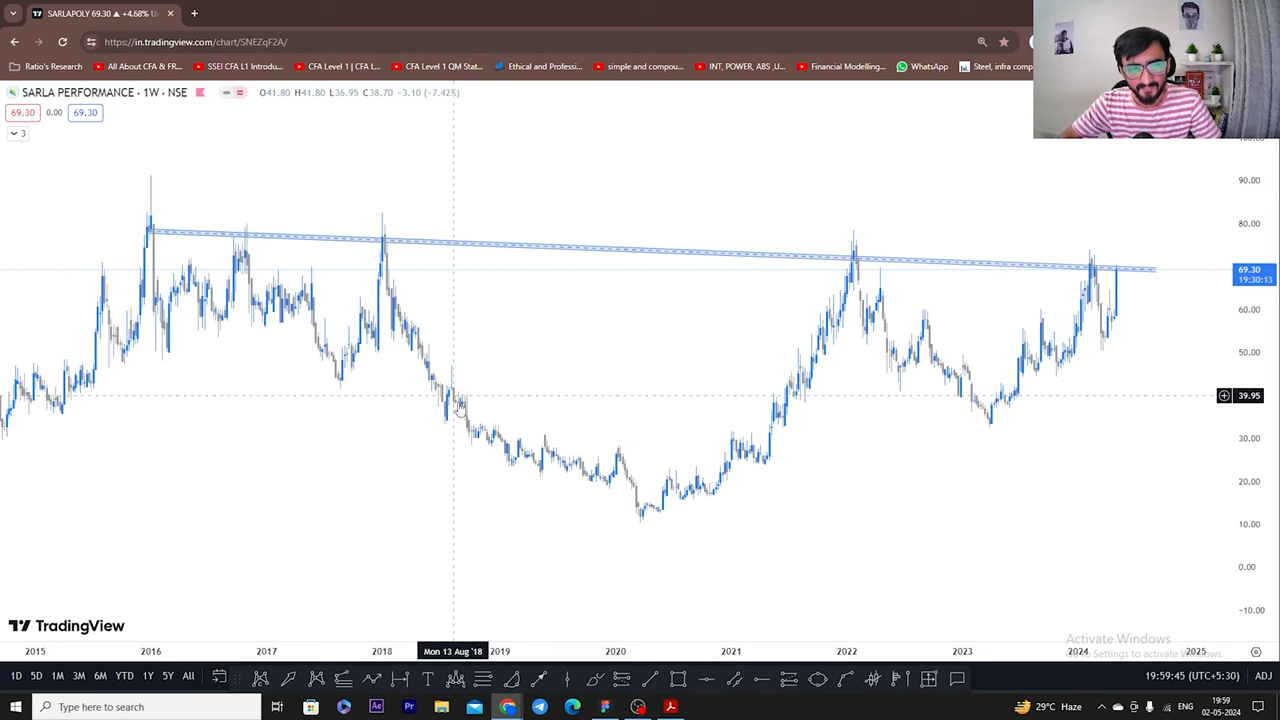 SARLAPOLY 69.30 ▲ +4.68% U
https://in.tradingview.com/chart/SNEZqF2A/
Ratio's Research
All About CFA & FR...
SSEI CFA L1 Introdu...
CFA Level 1 | CFA L...
CFA Level 1 QM Stat...
Ethical and Professi...
simple and compou...
INT, POWER, ABS ,U...
Financial Modelling...
WhatsApp
Steel, infra com
SARLA PERFORMANCE · 1W · NSE
O41.80 H41.80 L36.95 C38.70 −3.10 (−7.42%)
69.30 0.00 69.30
3
90.00
80.00
69.30
19:30:13
60.00
50.00
39.95
30.00
20.00
10.00
0.00
−10.00
TradingView
Activate Windows
Go to Settings to activate Windows.
2015 2016 2017 2018 Mon 13 Aug '18 2019 2020 2021 2022 2023 2024 2025
1D 5D 1M 3M 6M YTD 1Y 5Y All
19:59:45 (UTC+5:30) ADJ
Type here to search
29°C Haze
19:59
02-05-2024